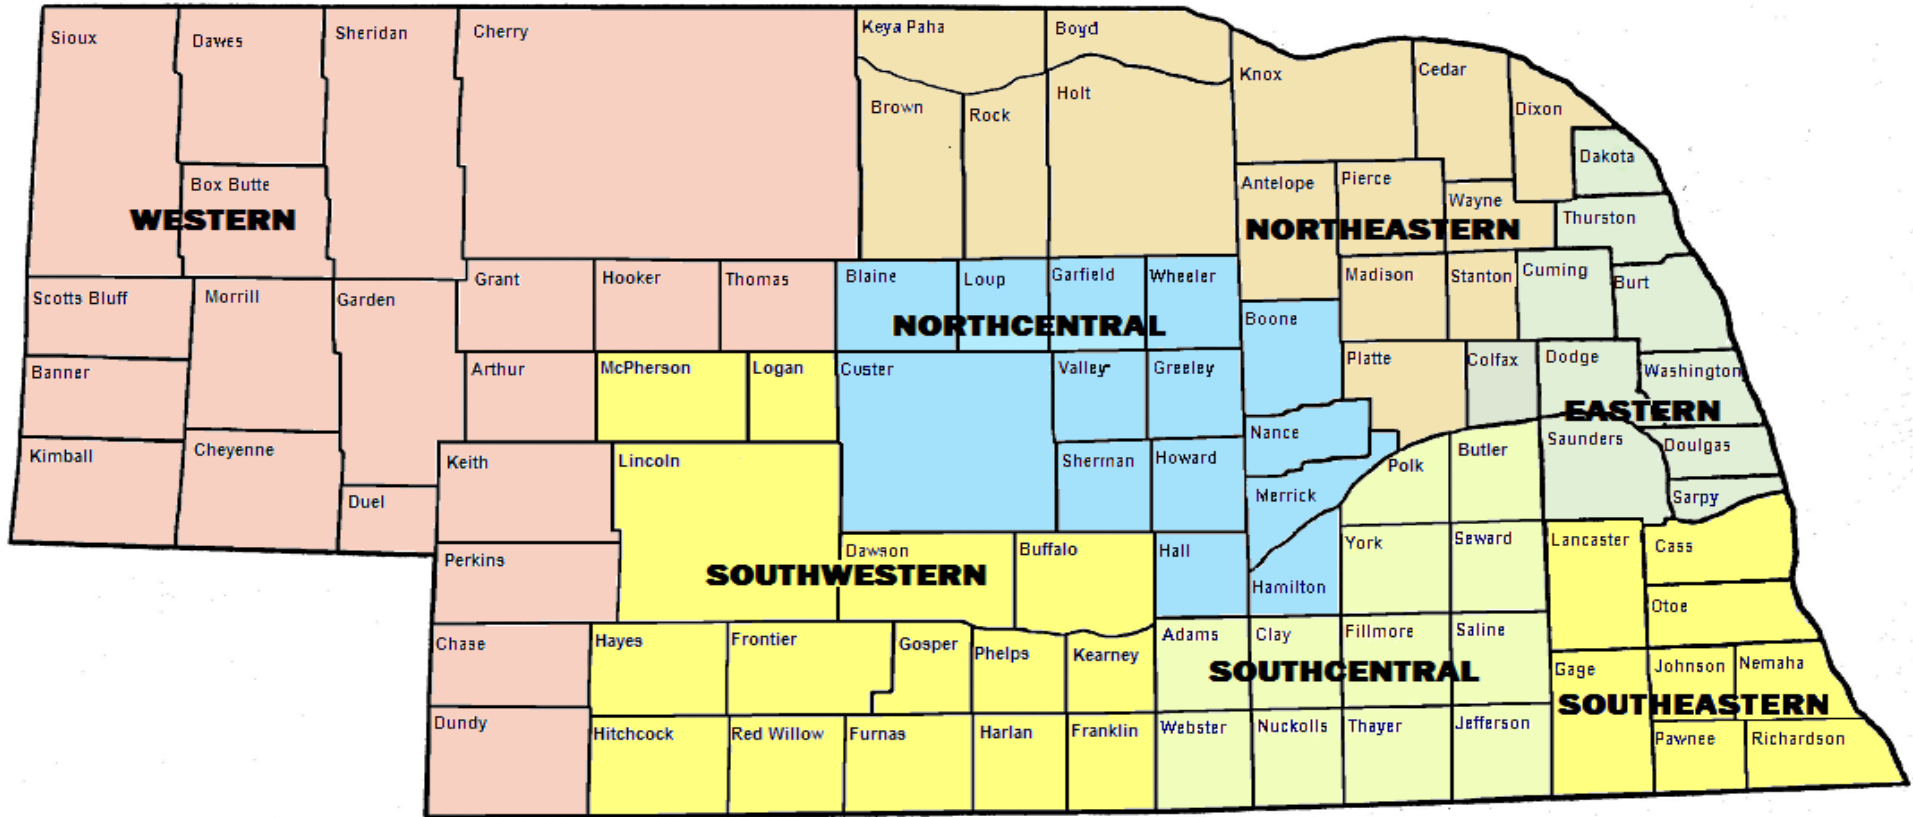 Sioux
Dawes
Sheridan
Cherry
Keya Paha
Boyd
Knox
Cedar
Dixon
Brown
Rock
Holt
Dakota
Box Butte
Antelope
Pierce
Wayne
Thurston
WESTERN
NORTHEASTERN
Scotts Bluff
Morrill
Garden
Grant
Hooker
Thomas
Blaine
Loup
Garfield
Wheeler
Madison
Stanton
Cuming
Burt
NORTHCENTRAL
Boone
Banner
Arthur
McPherson
Logan
Custer
Valley
Greeley
Platte
Colfax
Dodge
Washington
EASTERN
Nance
Saunders
Doulgas
Kimball
Cheyenne
Keith
Lincoln
Sherman
Howard
Polk
Butler
Duel
Merrick
Sarpy
Perkins
Dawson
Buffalo
Hall
York
Seward
Lancaster
Cass
SOUTHWESTERN
Hamilton
Otoe
Chase
Hayes
Frontier
Gosper
Phelps
Kearney
Adams
Clay
Fillmore
Saline
SOUTHCENTRAL
Gage
Johnson
Nemaha
SOUTHEASTERN
Dundy
Hitchcock
Red Willow
Furnas
Harlan
Franklin
Webster
Nuckolls
Thayer
Jefferson
Pawnee
Richardson